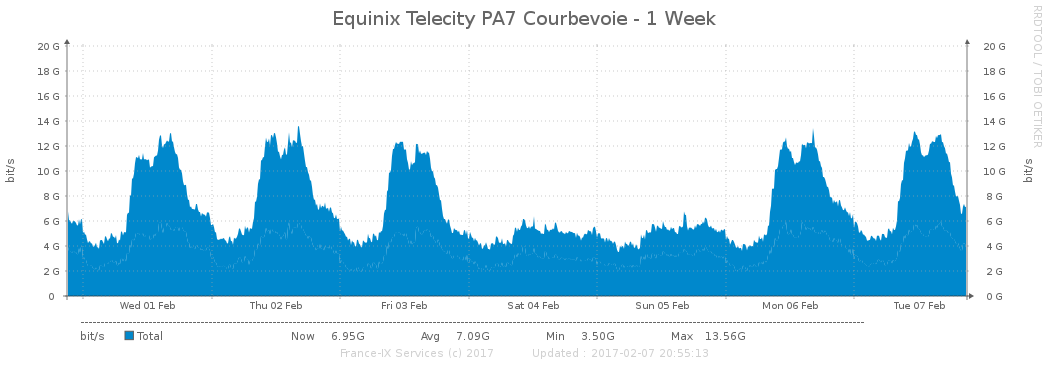 Equinix Telecity PA7 Courbevoie - 1 Week
RRDTOOL / TOBI OETIKER
20 G 20 G
18 G 18 G
16 G 16 G
14 G 14 G
12 G 12 G
10 G 10 G
8 G 8 G
6 G 6 G
4 G 4 G
2 G 2 G
0 0 G
bit/s bit/s
Wed 01 Feb Thu 02 Feb Fri 03 Feb Sat 04 Feb Sun 05 Feb Mon 06 Feb Tue 07 Feb
bit/s Total Now 6.95G Avg 7.09G Min 3.50G Max 13.56G
France-IX Services (c) 2017 Updated : 2017-02-07 20:55:13